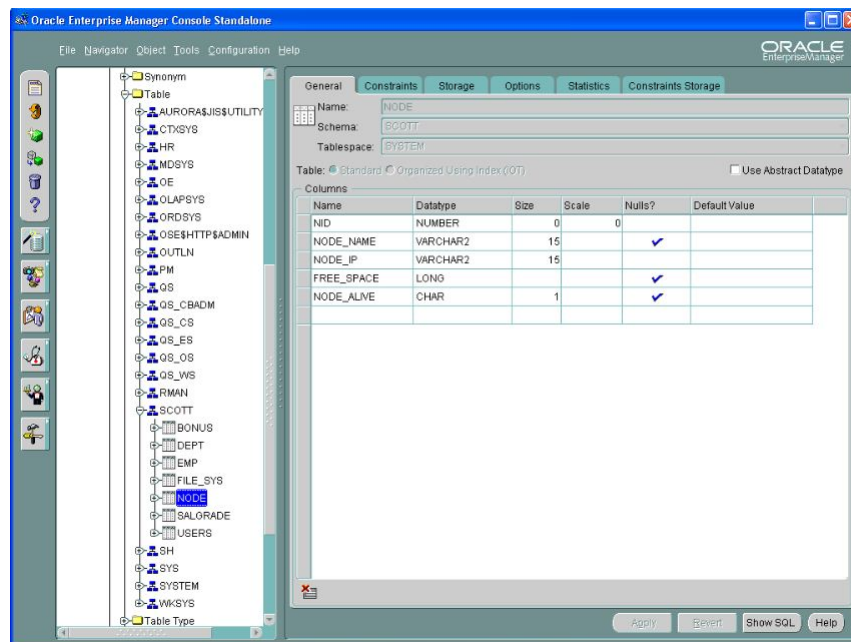 Oracle Enterprise Manager Console Standalone
File Navigator Object Tools Configuration Help
ORACLE
EnterpriseManager
Synonym
Table
AURORA$JIS$UTILITY
CTXSYS
HR
MDSYS
OE
OLAPSYS
ORDSYS
OSE$HTTP$ADMIN
OUTLN
PM
QS
QS_CBADM
QS_CS
QS_ES
QS_OS
QS_WS
RMAN
SCOTT
BONUS
DEPT
EMP
FILE_SYS
NODE
SALGRADE
USERS
SH
SYS
SYSTEM
WKSYS
Table Type
General Constraints Storage Options Statistics Constraints Storage
Name: NODE
Schema: SCOTT
Tablespace: SYSTEM
Table: Standard Organized Using Index (IOT) Use Abstract Datatype
Columns
Name Datatype Size Scale Nulls? Default Value
NID NUMBER 0 0
NODE_NAME VARCHAR2 15
NODE_IP VARCHAR2 15
FREE_SPACE LONG
NODE_ALIVE CHAR 1
Apply Revert Show SQL Help